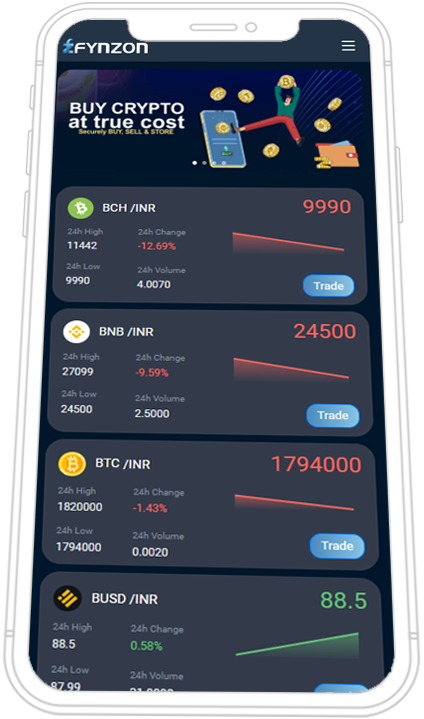 FYNZON
BUY CRYPTO
at true cost
Securely BUY, SELL & STORE
BCH /INR 9990
24h High 24h Change
11442 -12.69%
24h Low 24h Volume
9990 4.0070
Trade
BNB /INR 24500
24h High 24h Change
27099 -9.59%
24h Low 24h Volume
24500 2.5000
Trade
BTC /INR 1794000
24h High 24h Change
1820000 -1.43%
24h Low 24h Volume
1794000 0.0020
Trade
BUSD /INR 88.5
24h High 24h Change
88.5 0.58%
24h Low 24h Volume
87.99